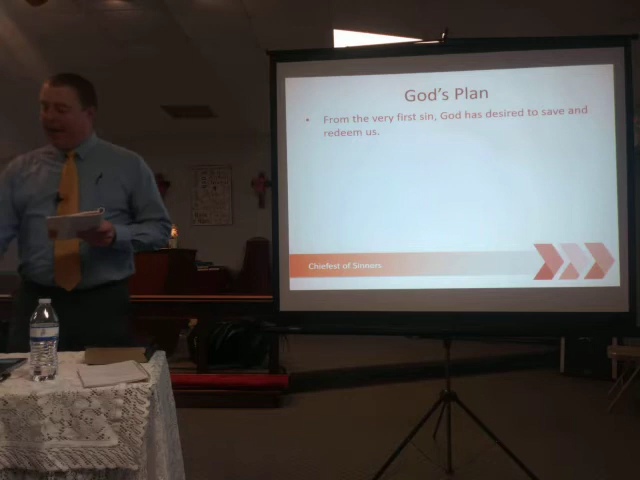 God's Plan
• From the very first sin, God has desired to save and
redeem us.
Chiefest of Sinners